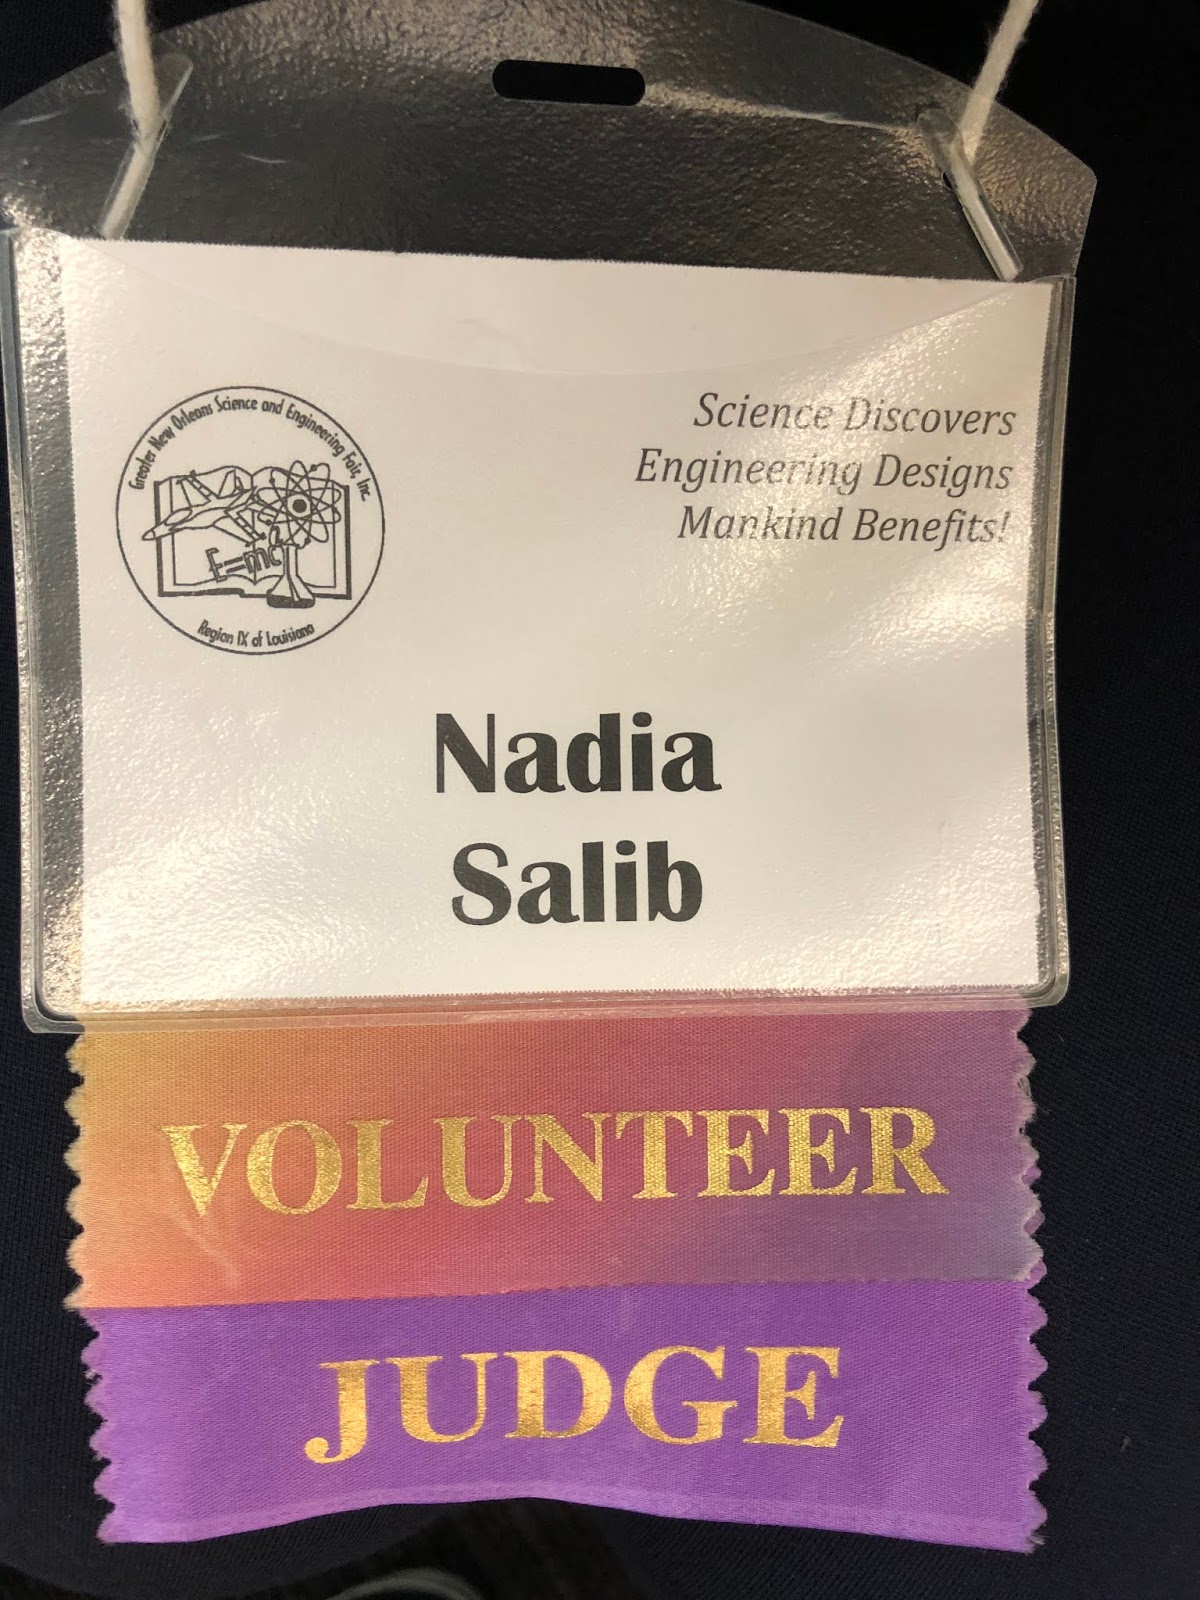 Greater New Orleans Science and Engineering Fair, Inc.
E=mc²
Region IX of Louisiana
Science Discovers
Engineering Designs
Mankind Benefits!
Nadia
Salib
VOLUNTEER
JUDGE